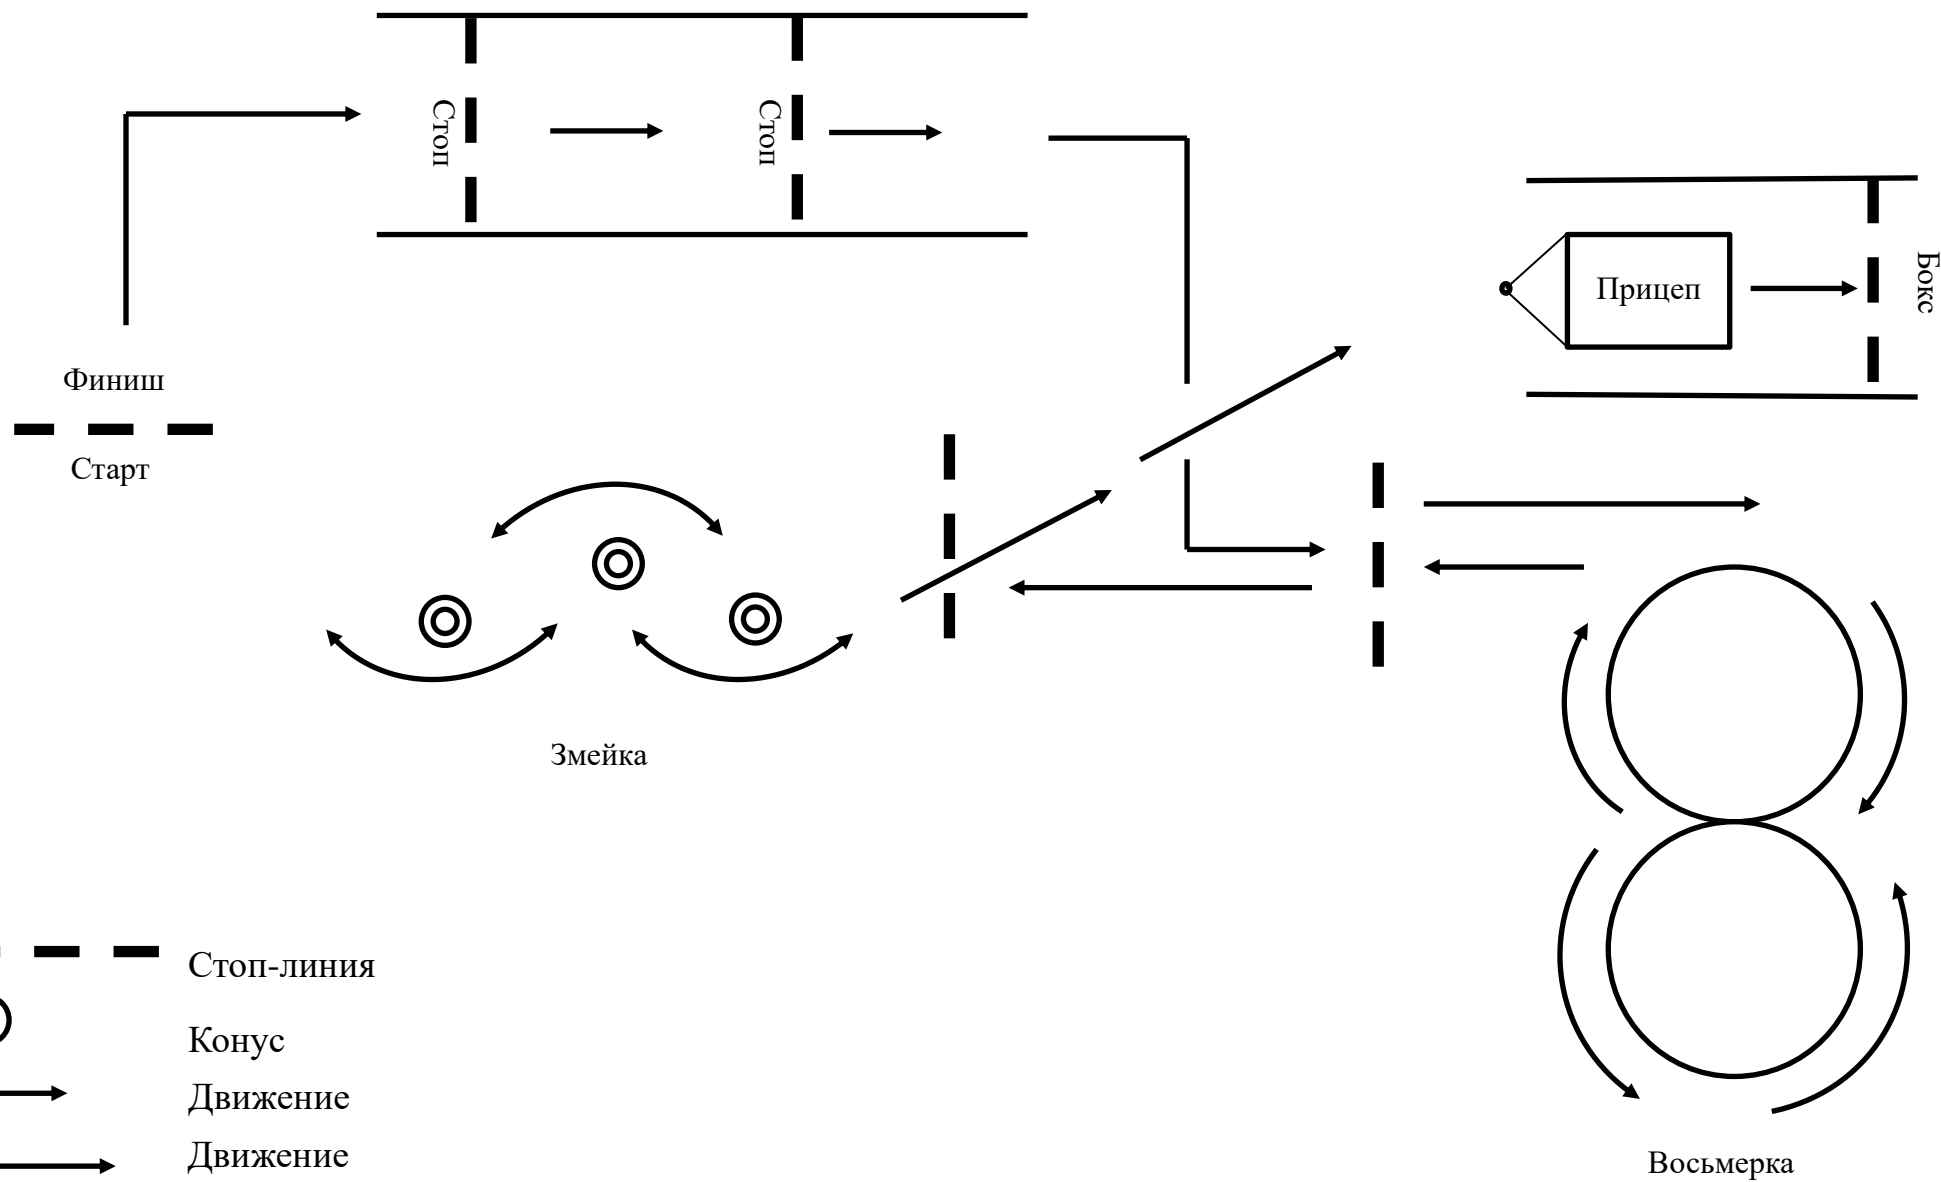 Стоп
Стоп
Бокс
Прицеп
Финиш
Старт
Змейка
Стоп-линия
Конус
Движение
Движение
Восьмерка